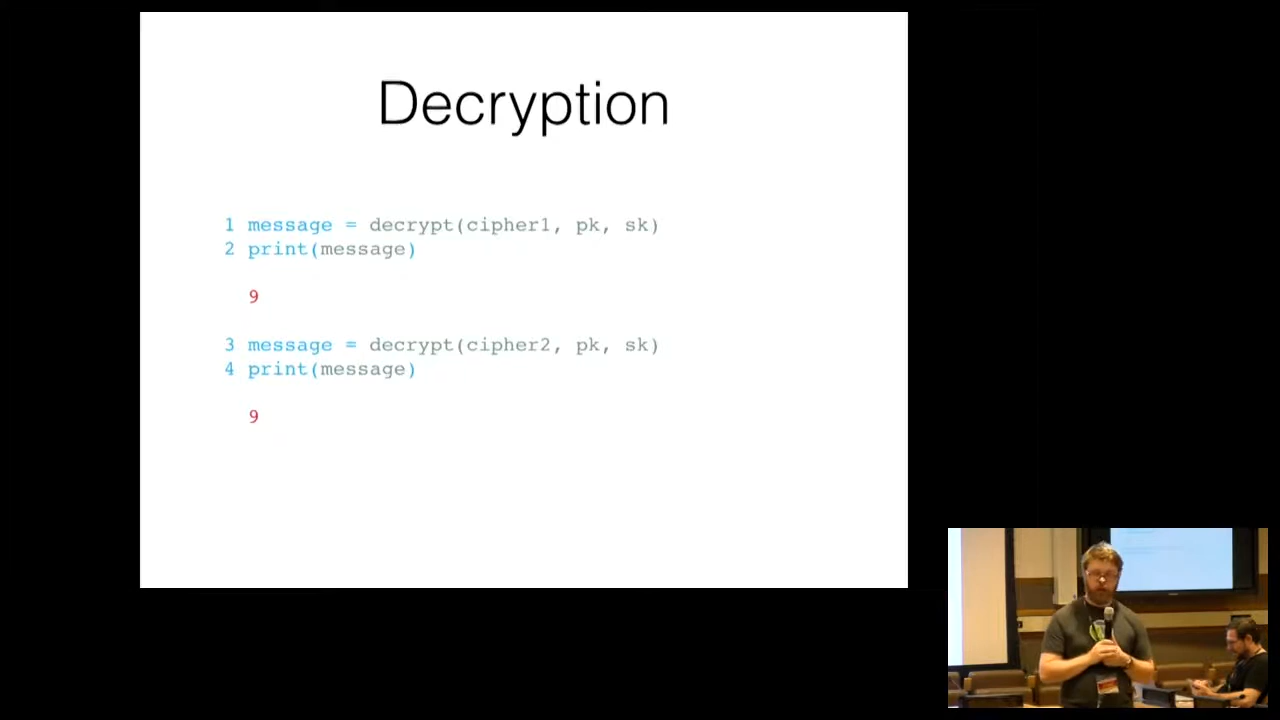 Decryption
1 message = decrypt(cipher1, pk, sk)
2 print(message)
9
3 message = decrypt(cipher2, pk, sk)
4 print(message)
9